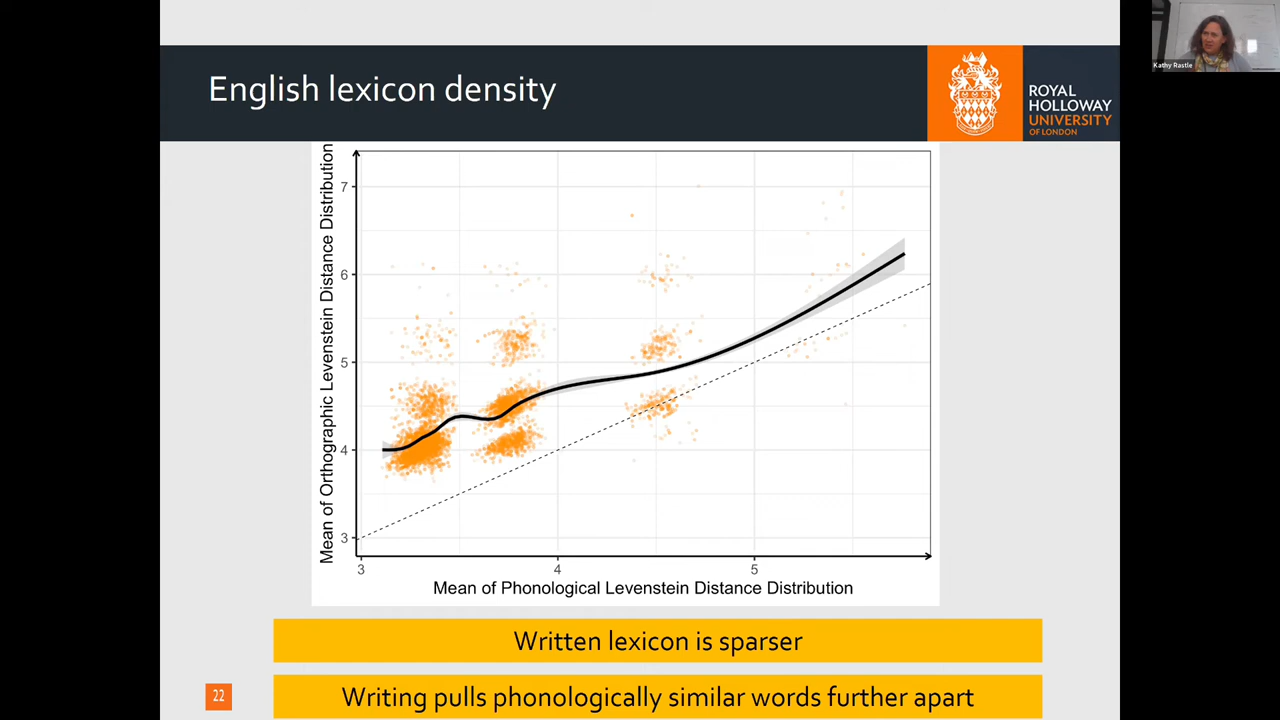 Kathy Rastle
English lexicon density
ROYAL
HOLLOWAY
UNIVERSITY
OF LONDON
Mean of Orthographic Levenstein Distance Distribution
7
6
5
4
3
3
4
5
Mean of Phonological Levenstein Distance Distribution
Written lexicon is sparser
22
Writing pulls phonologically similar words further apart